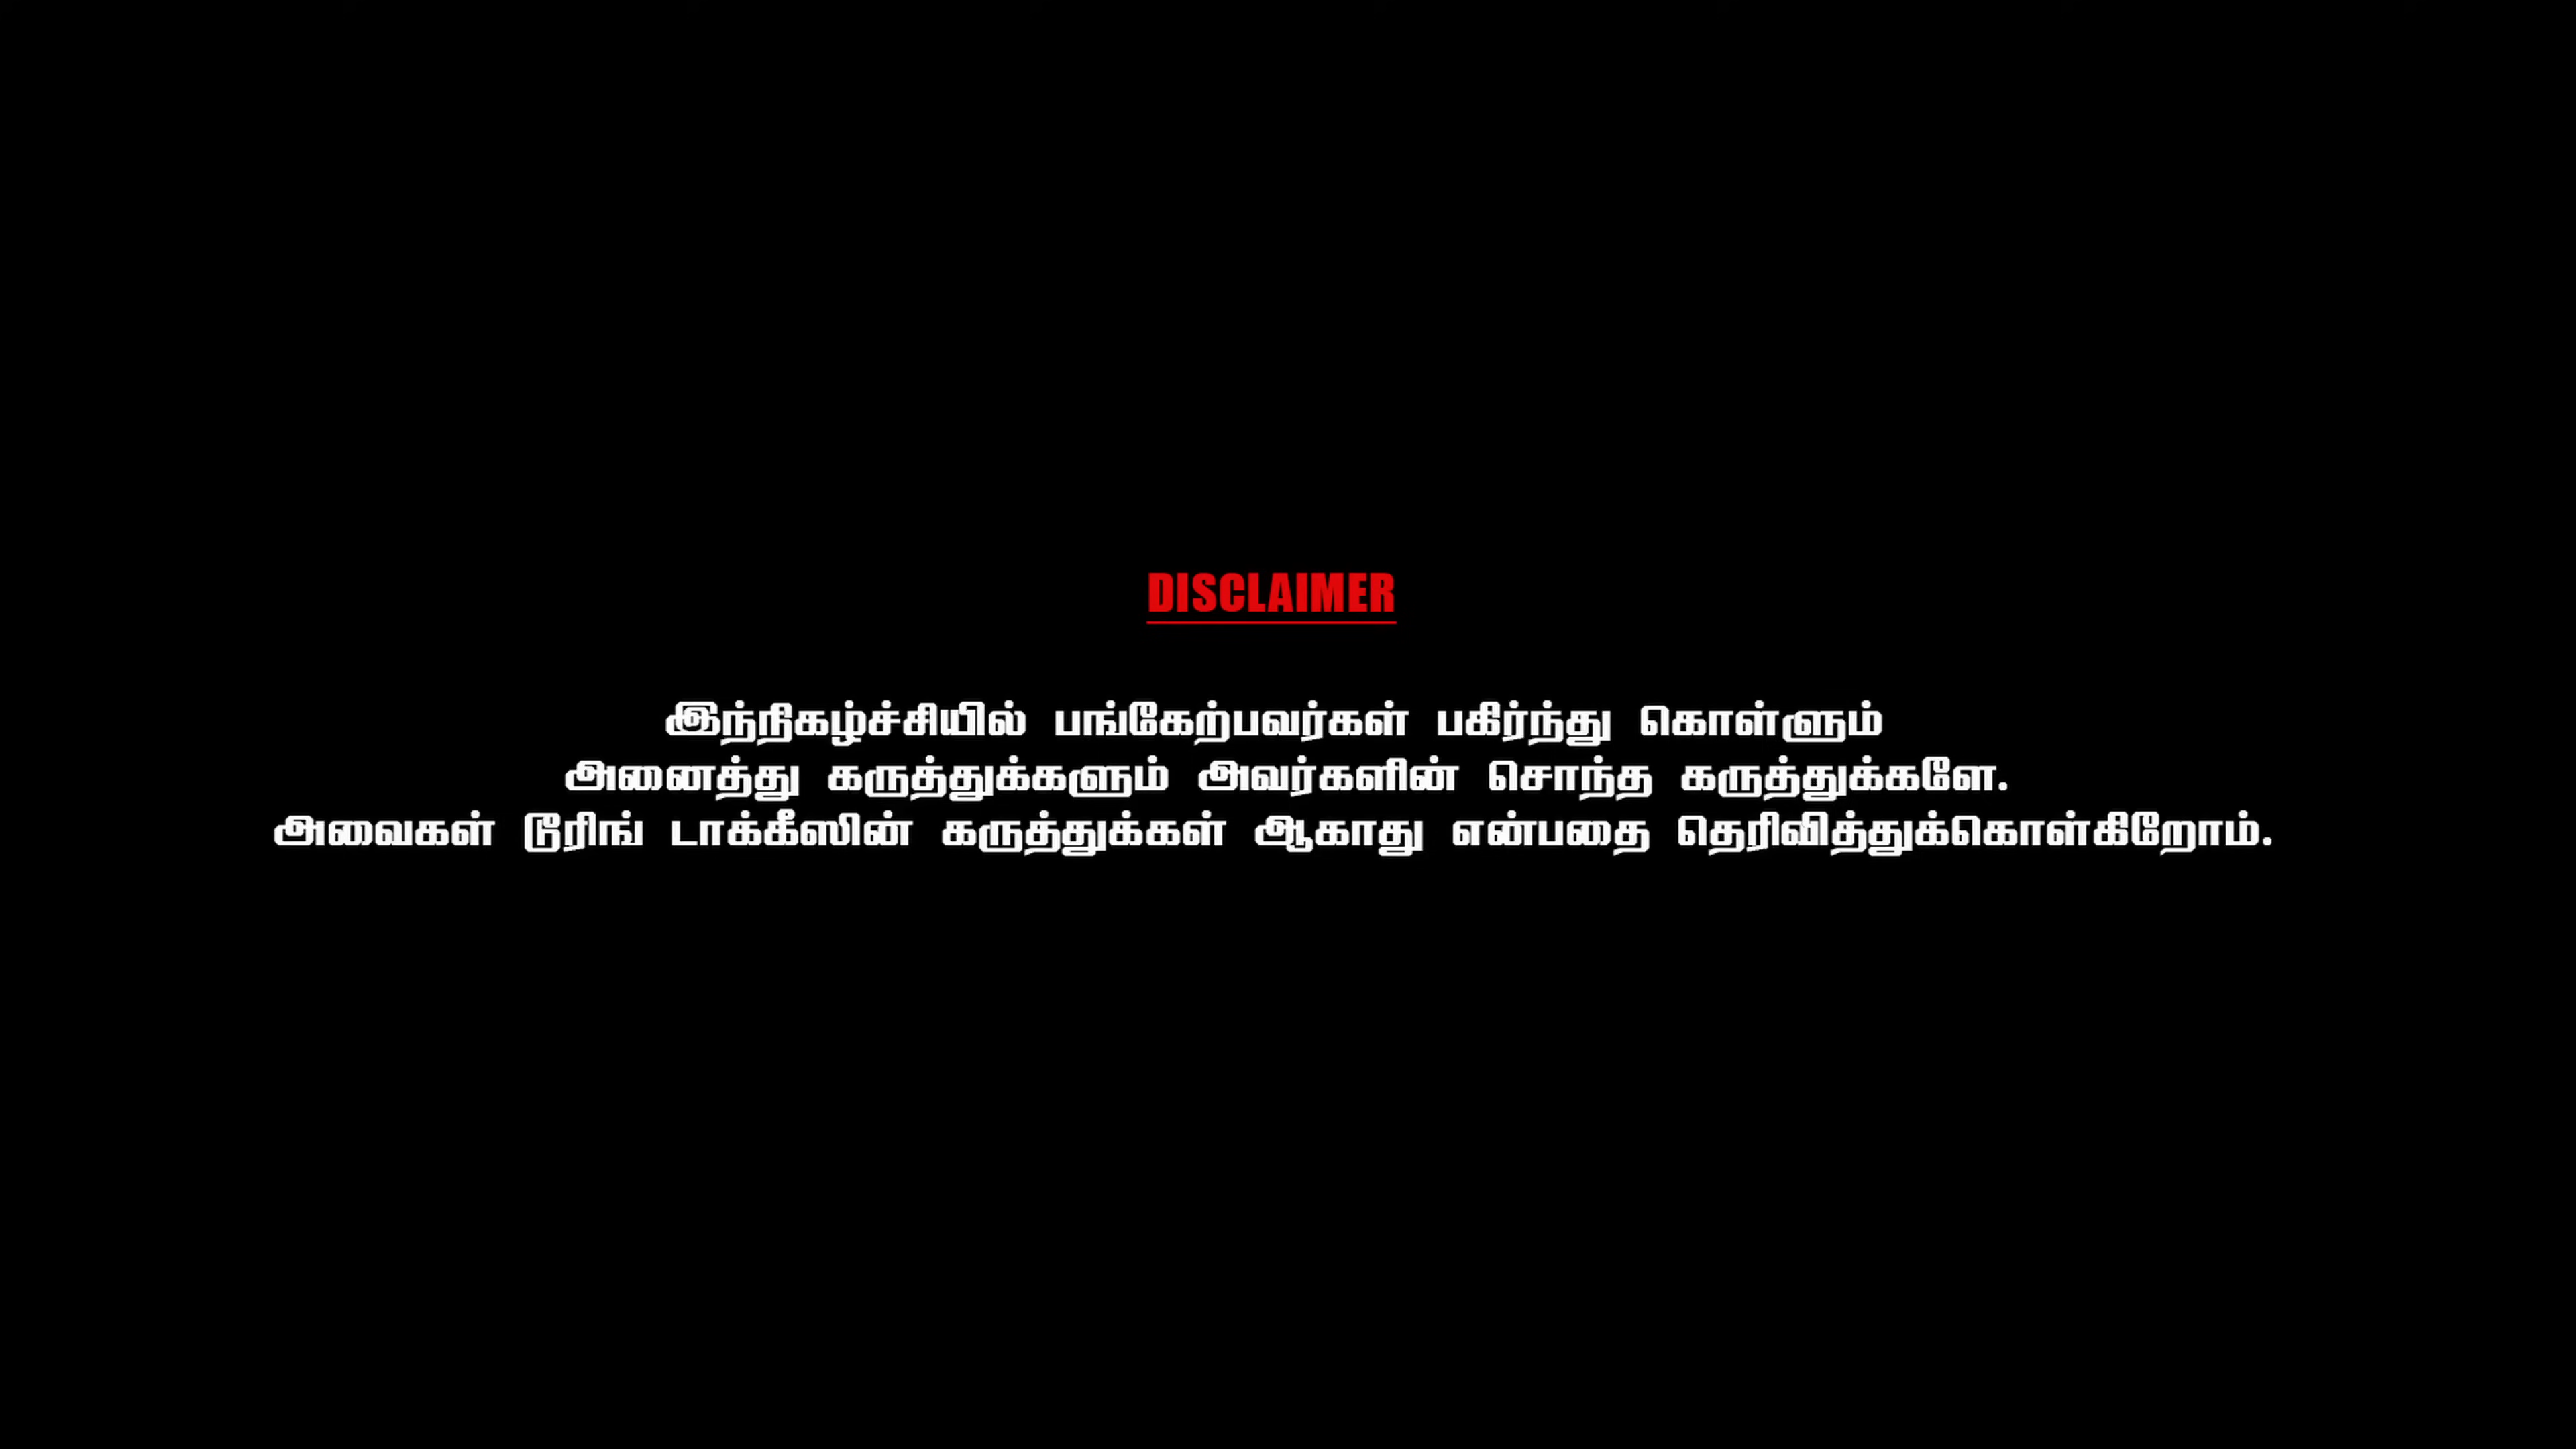 DISCLAIMER
இந்நிகழ்ச்சியில் பங்கேற்பவர்கள் பகிர்ந்து கொள்ளும்
அனைத்து கருத்துக்களும் அவர்களின் சொந்த கருத்துக்களே.
அவைகள் டூரிங் டாக்கீஸின் கருத்துக்கள் ஆகாது என்பதை தெரிவித்துக்கொள்கிறோம்.